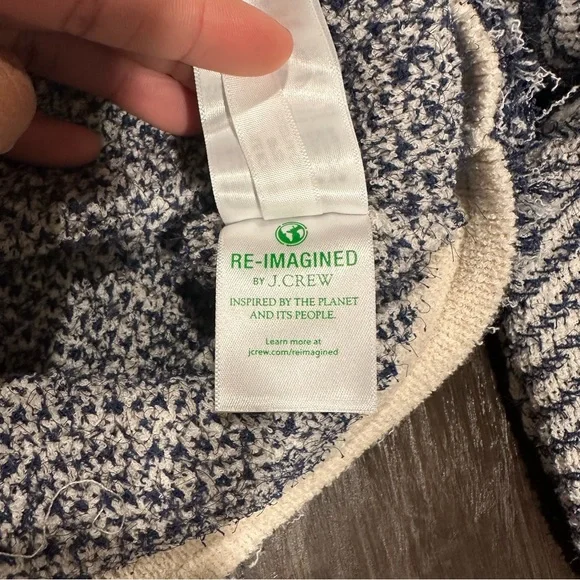 RE-IMAGINED
BY J.CREW
INSPIRED BY THE PLANET
AND ITS PEOPLE.
Learn more at
jcrew.com/reimagined